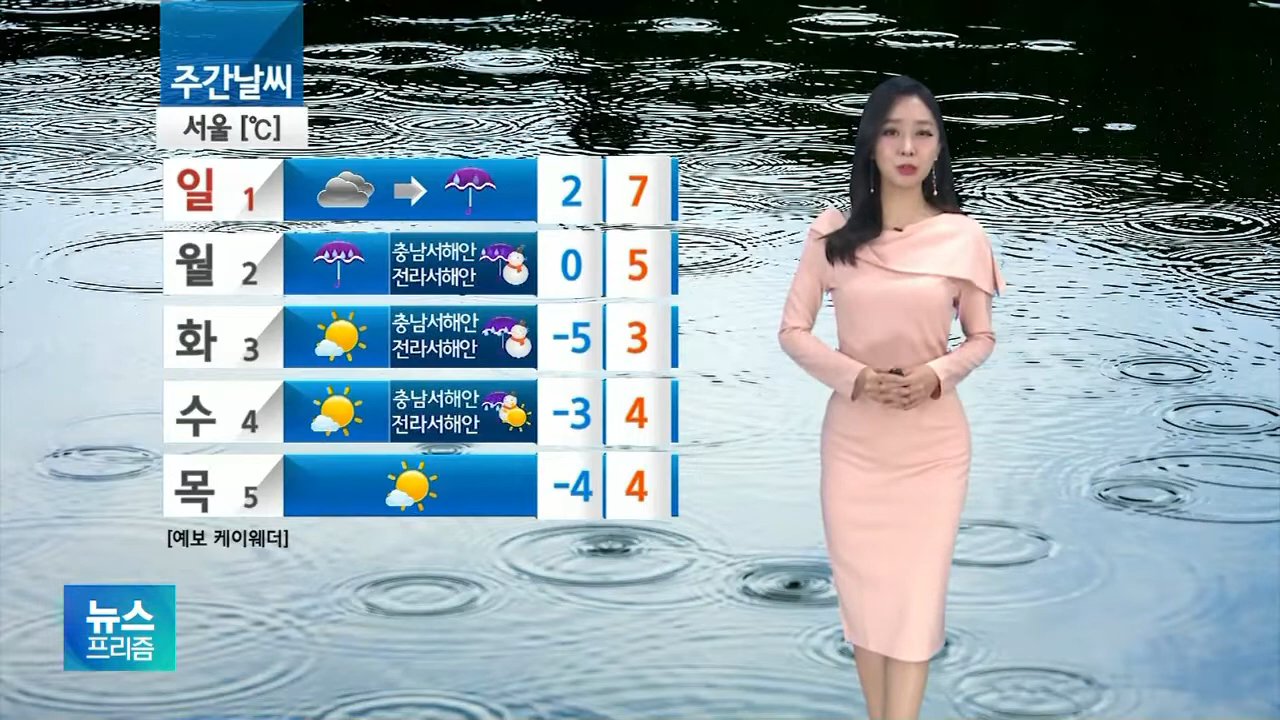 주간날씨
서울 [℃]
일 1 2 7
월 2 충남서해안 전라서해안 0 5
화 3 충남서해안 전라서해안 -5 3
수 4 충남서해안 전라서해안 -3 4
목 5 -4 4
[예보 케이웨더]
뉴스
프리즘